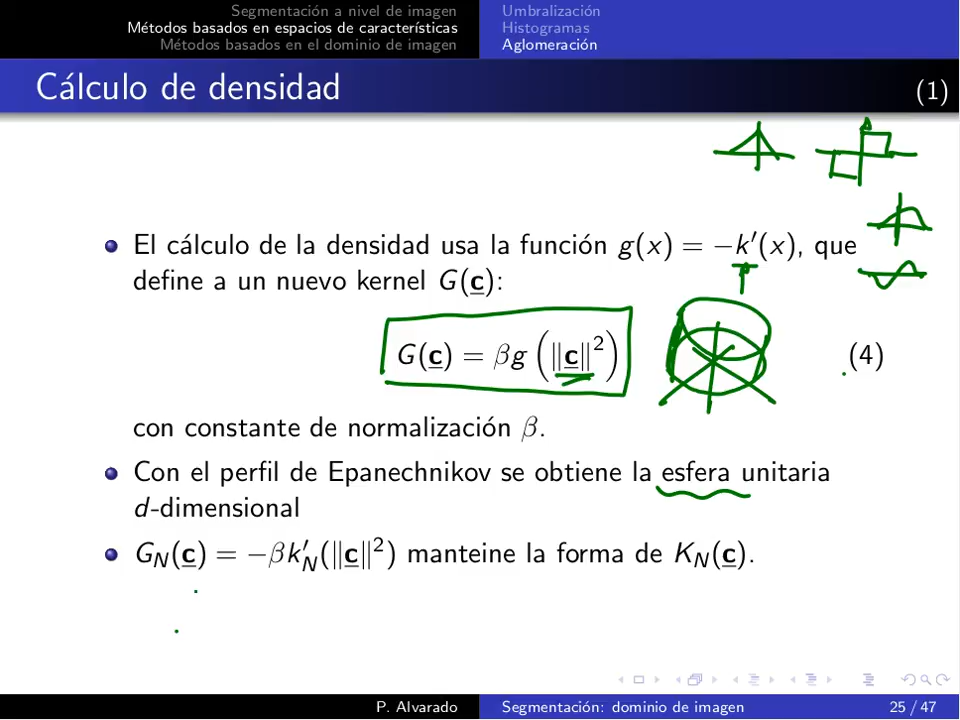 Segmentación a nivel de imagen
Métodos basados en espacios de características
Métodos basados en el dominio de imagen
Umbralización
Histogramas
Aglomeración
Cálculo de densidad (1)
El cálculo de la densidad usa la función g(x) = −k′(x), que
define a un nuevo kernel G(c):
G(c) = βg (‖c‖²) (4)
con constante de normalización β.
Con el perfil de Epanechnikov se obtiene la esfera unitaria
d-dimensional
G_N(c) = −βk′_N(‖c‖²) manteine la forma de K_N(c).
P. Alvarado Segmentación: dominio de imagen 25 / 47